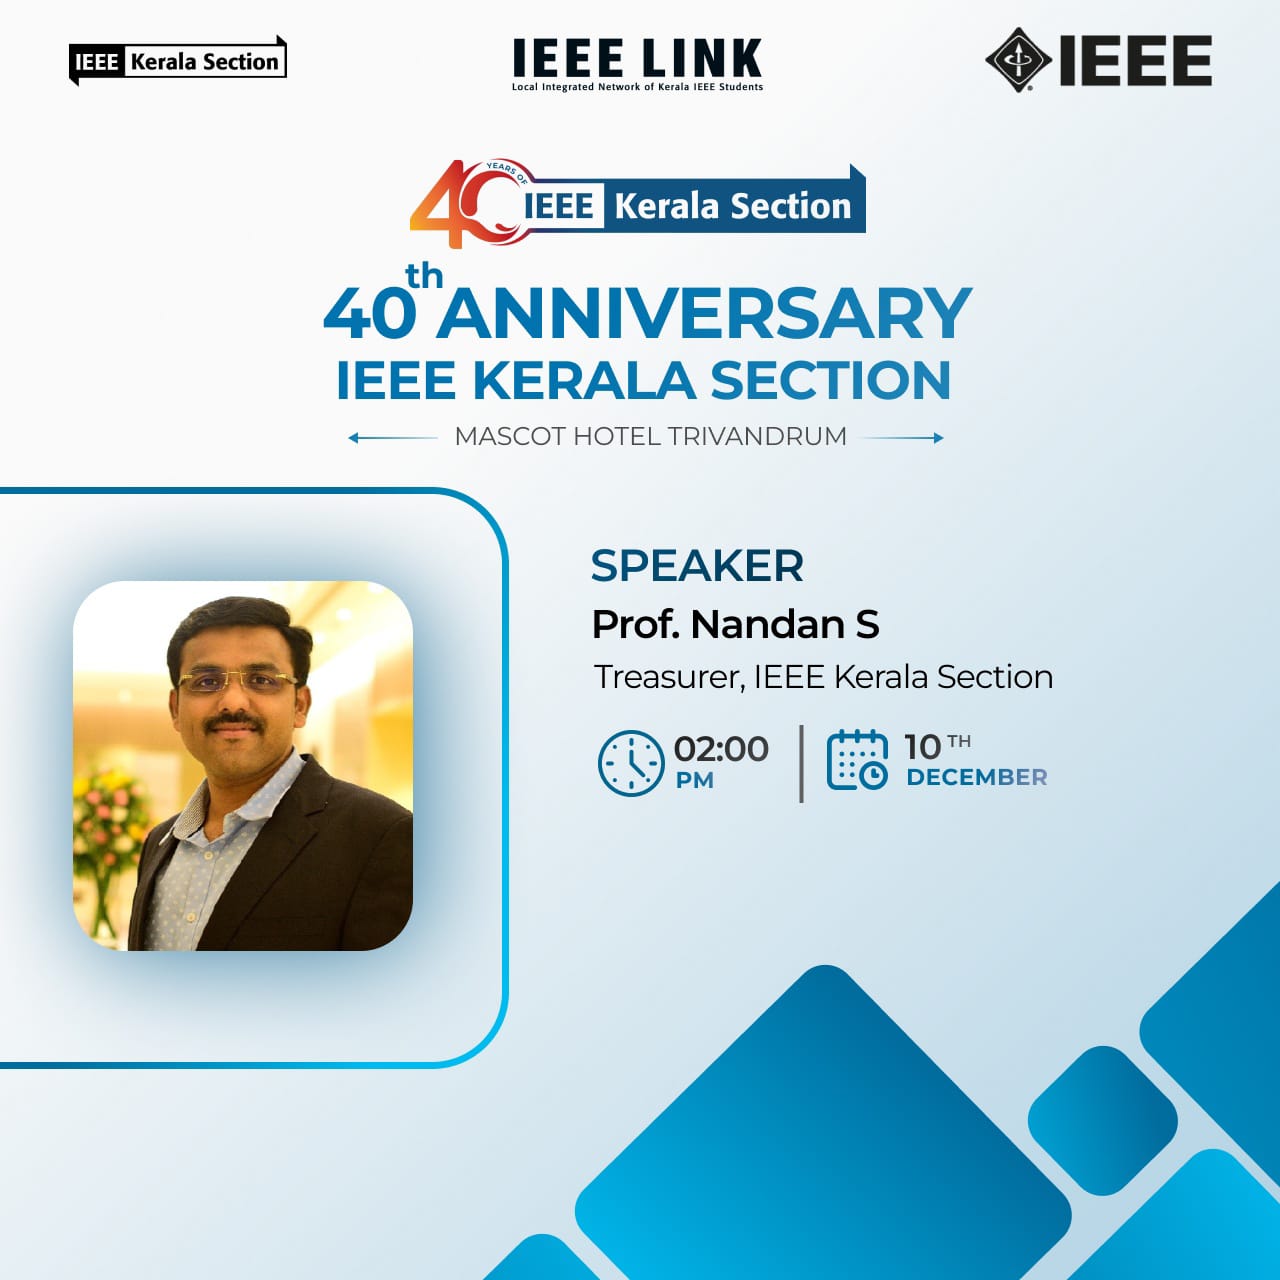 IEEE Kerala Section
IEEE LINK
Local Integrated Network of Kerala IEEE Students
IEEE
40 YEARS OF IEEE Kerala Section
40th ANNIVERSARY
IEEE KERALA SECTION
MASCOT HOTEL TRIVANDRUM
SPEAKER
Prof. Nandan S
Treasurer, IEEE Kerala Section
02:00 PM
10TH DECEMBER